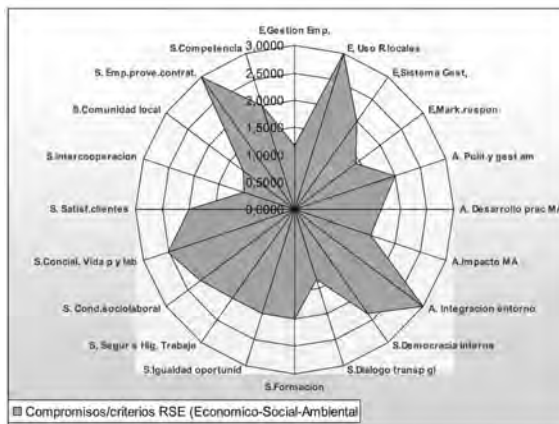 E,Gestion Emp.
S.Competencia
3,0000
E, Uso R.locales
S. Emp.prove.contrat.
2,5000
E,Sistema Gest,
2,0000
S.Comunidad local
E,Mark.respon
1,5000
1,0000
S.Intercooperacion
A. Polit.y gest am
0,5000
S. Satisf.clientes
0,0000
A. Desarrollo prac MA
S.Concial. Vida p y lab
A.Impacto MA
S. Cond.sociolaboral
A. Integracion entorno
S. Segur e Hig. Trabajo
S.Democracia interna
S.Igualdad oportunid
S.Dialogo transp gl
S.Formacion
Compromisos/criterios RSE (Economico-Social-Ambiental